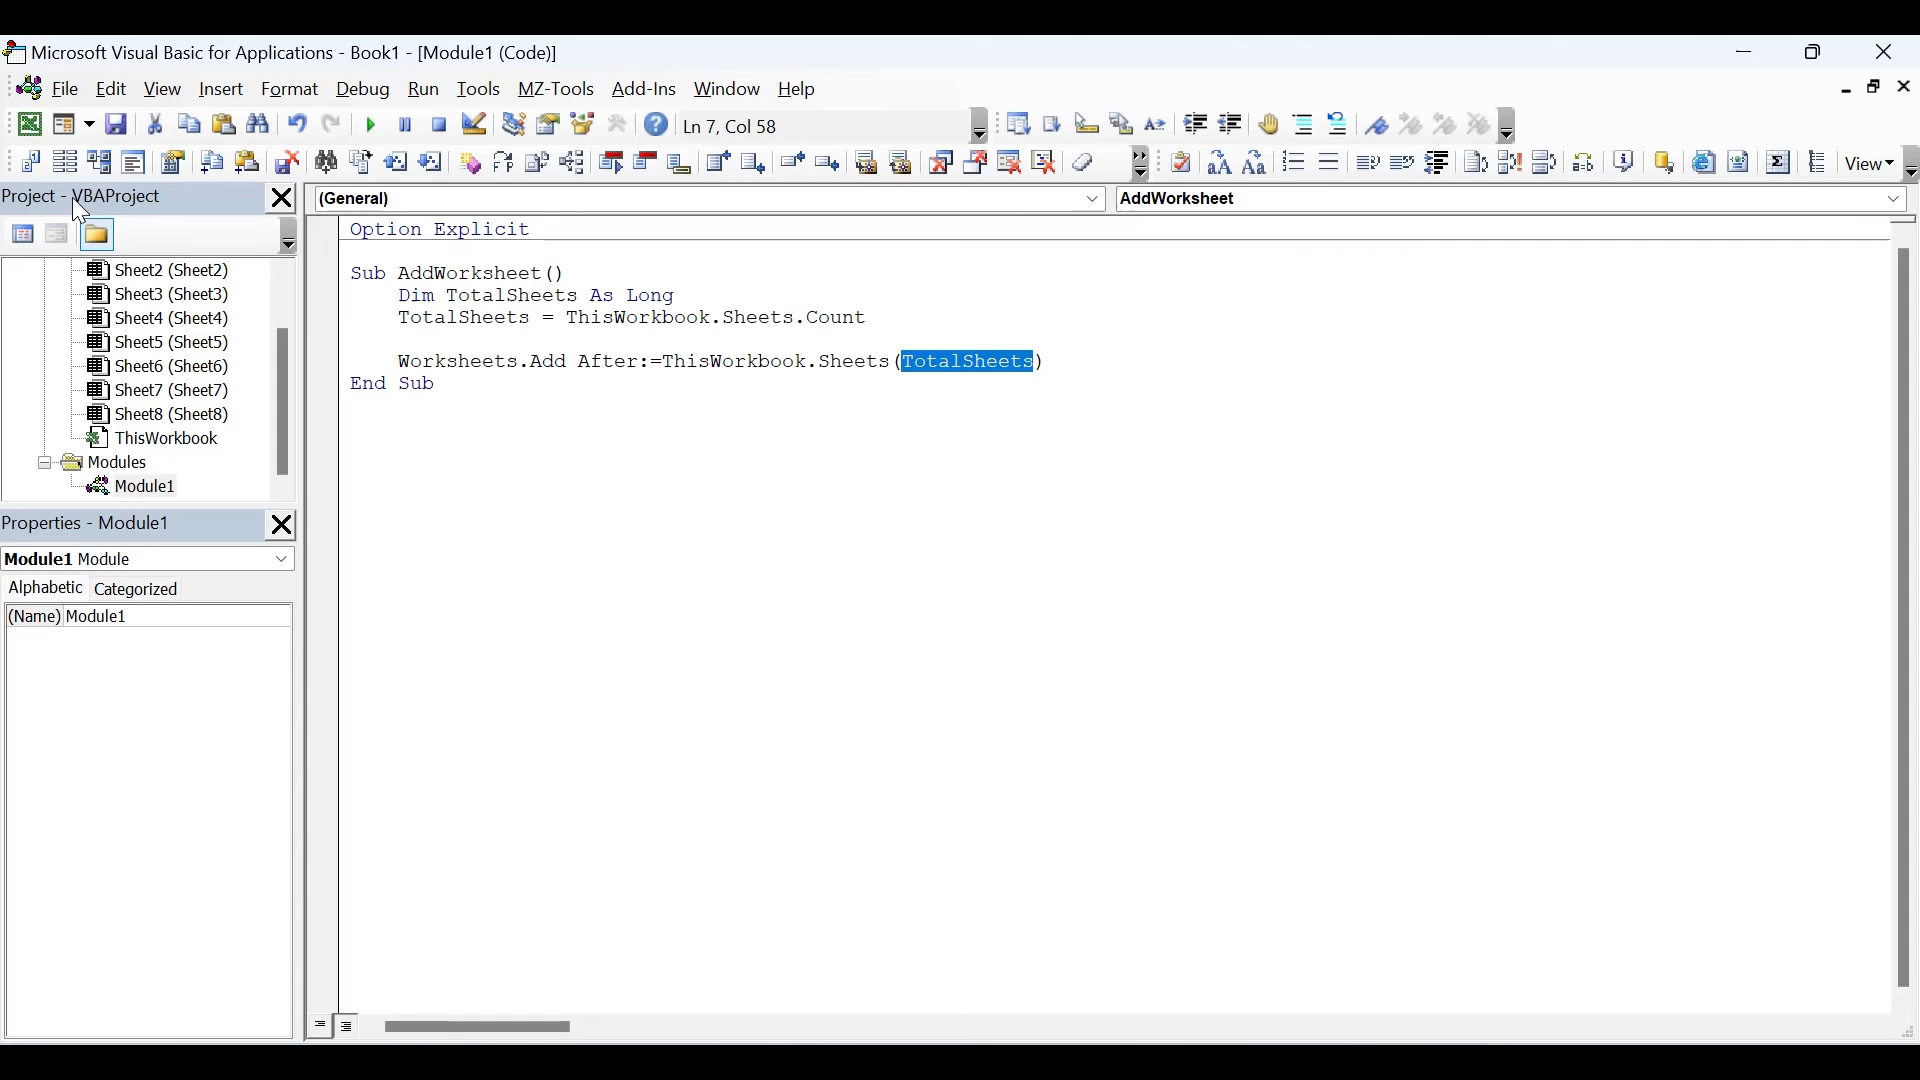 Microsoft Visual Basic for Applications - Book1 - [Module1 (Code)]
File Edit View Insert Format Debug Run Tools MZ-Tools Add-Ins Window Help
Ln 7, Col 58
View
Project - VBAProject
(General) AddWorksheet
Option Explicit
Sub AddWorksheet()
Dim TotalSheets As Long
TotalSheets = ThisWorkbook.Sheets.Count
Worksheets.Add After:=ThisWorkbook.Sheets(TotalSheets)
End Sub
Sheet2 (Sheet2)
Sheet3 (Sheet3)
Sheet4 (Sheet4)
Sheet5 (Sheet5)
Sheet6 (Sheet6)
Sheet7 (Sheet7)
Sheet8 (Sheet8)
ThisWorkbook
Modules
Module1
Properties - Module1
Module1 Module
Alphabetic Categorized
(Name) Module1